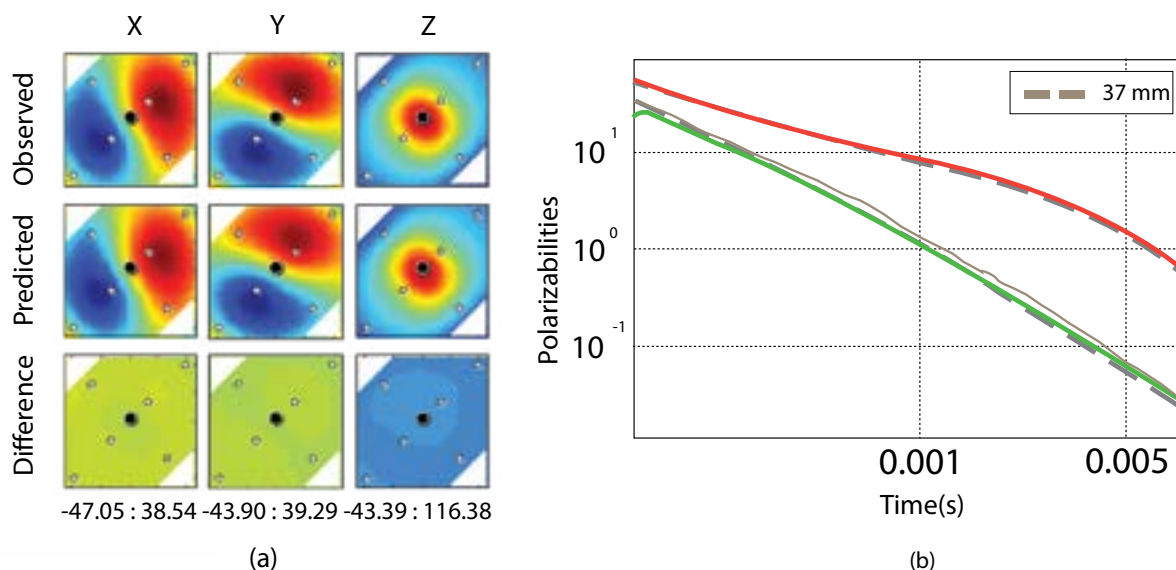 X Y Z
Observed
Predicted
Difference
-47.05 : 38.54 -43.90 : 39.29 -43.39 : 116.38
(a)
37 mm
Polarizabilities
10 1
10 0
10 -1
0.001 0.005
Time(s)
(b)